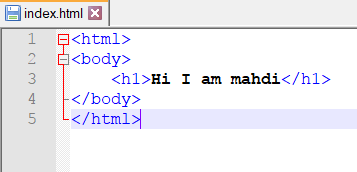 index.html
1 <html>
2 <body>
3     <h1>Hi I am mahdi</h1>
4 </body>
5 </html>